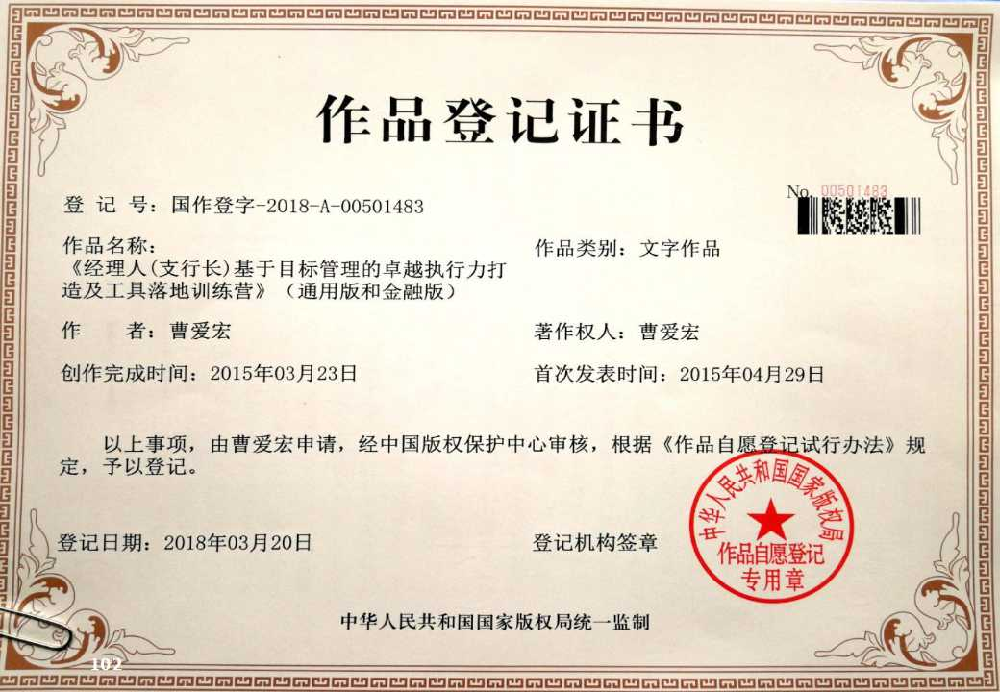 作品登记证书
No. 00501483
登 记 号：国作登字-2018-A-00501483
作品名称：
《经理人(支行长)基于目标管理的卓越执行力打
造及工具落地训练营》（通用版和金融版）
作品类别：文字作品
作　　者：曹爱宏
著作权人：曹爱宏
创作完成时间：2015年03月23日
首次发表时间：2015年04月29日
以上事项，由曹爱宏申请，经中国版权保护中心审核，根据《作品自愿登记试行办法》规
定，予以登记。
登记日期：2018年03月20日
登记机构签章
中华人民共和国国家版权局
作品自愿登记
专用章
中华人民共和国国家版权局统一监制
102